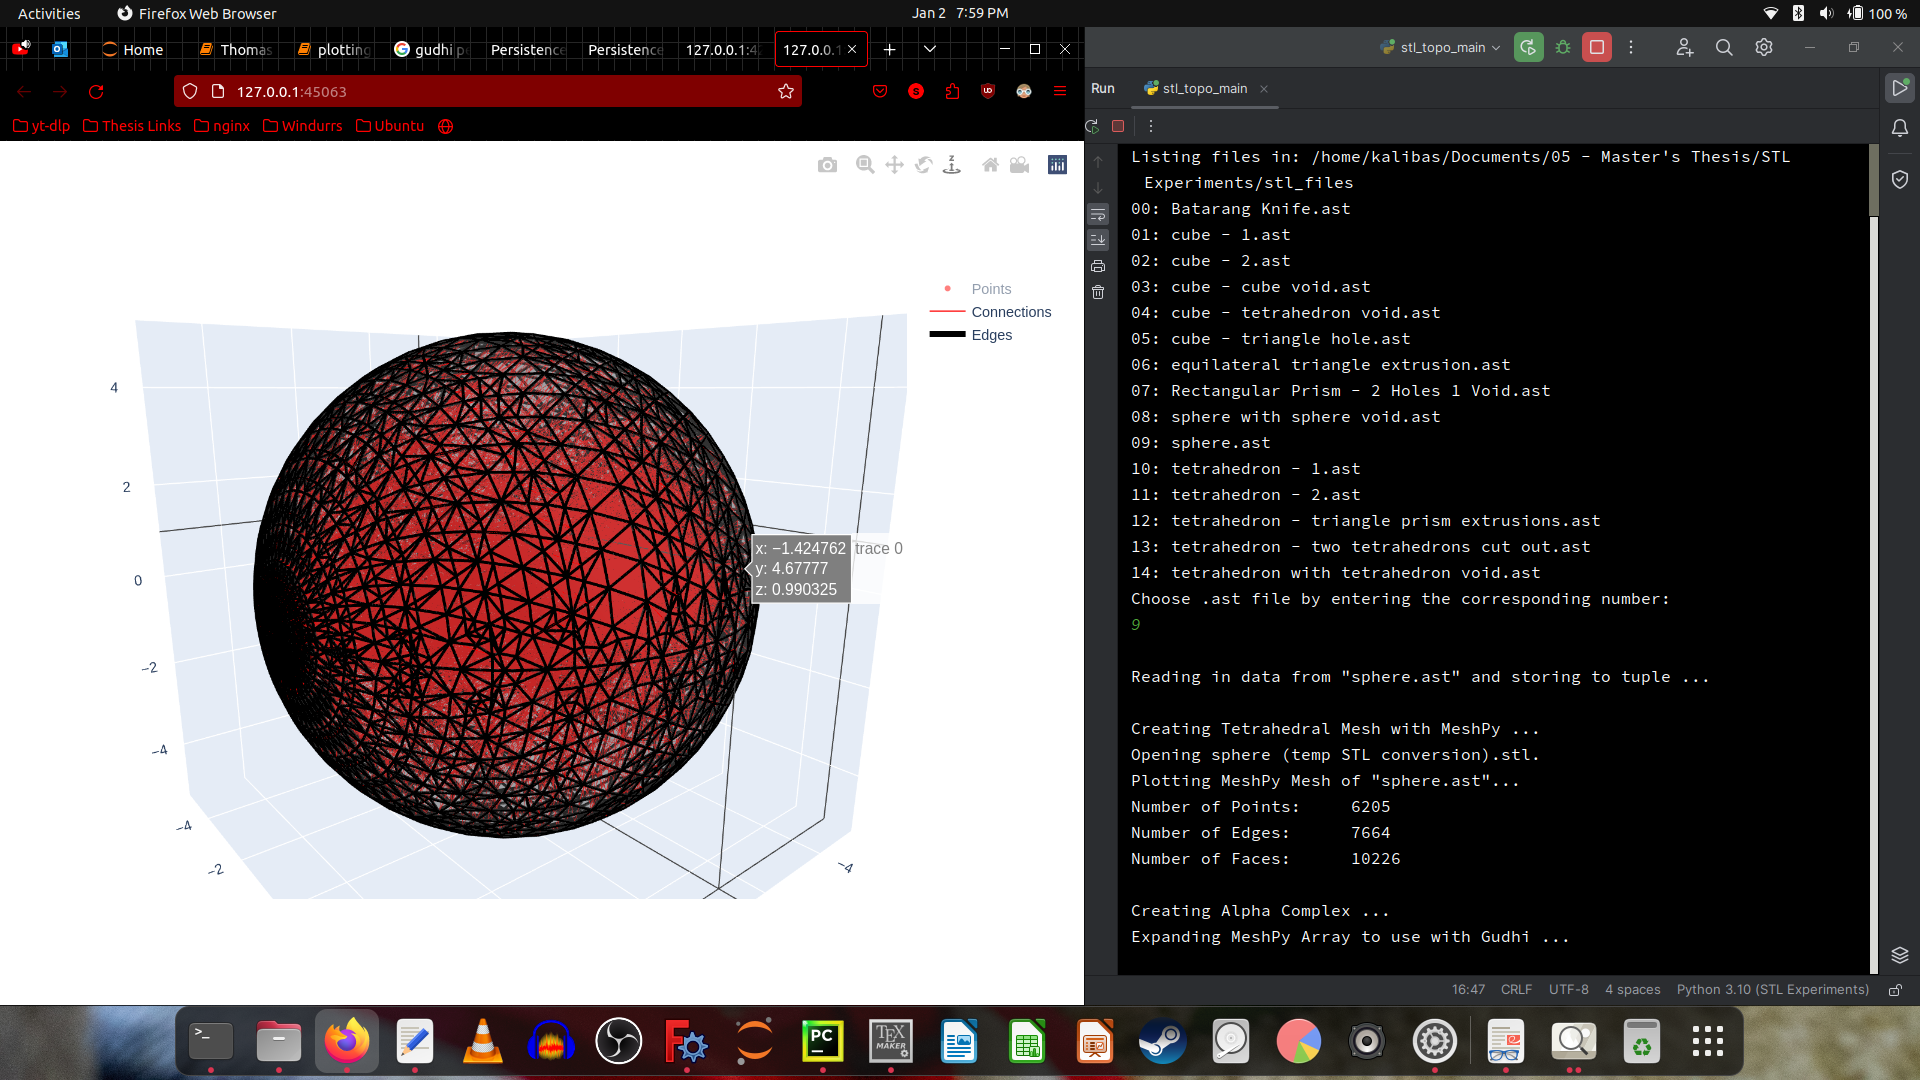 Activities
Firefox Web Browser
Jan 2 7:59 PM
100 %
Home
Thomas
plotting
gudhi pe
Persistence
Persistence
127.0.0.1:4
127.0.0.1
127.0.0.1:45063
yt-dlp
Thesis Links
nginx
Windurrs
Ubuntu
Points
Connections
Edges
4
2
0
−2
−4
−4
−2
−4
x: −1.424762
y: 4.67777
z: 0.990325
trace 0
stl_topo_main
Run
stl_topo_main
Listing files in: /home/kalibas/Documents/05 - Master's Thesis/STL
Experiments/stl_files
00: Batarang Knife.ast
01: cube - 1.ast
02: cube - 2.ast
03: cube - cube void.ast
04: cube - tetrahedron void.ast
05: cube - triangle hole.ast
06: equilateral triangle extrusion.ast
07: Rectangular Prism - 2 Holes 1 Void.ast
08: sphere with sphere void.ast
09: sphere.ast
10: tetrahedron - 1.ast
11: tetrahedron - 2.ast
12: tetrahedron - triangle prism extrusions.ast
13: tetrahedron - two tetrahedrons cut out.ast
14: tetrahedron with tetrahedron void.ast
Choose .ast file by entering the corresponding number:
9
Reading in data from "sphere.ast" and storing to tuple ...
Creating Tetrahedral Mesh with MeshPy ...
Opening sphere (temp STL conversion).stl.
Plotting MeshPy Mesh of "sphere.ast"...
Number of Points: 6205
Number of Edges: 7664
Number of Faces: 10226
Creating Alpha Complex ...
Expanding MeshPy Array to use with Gudhi ...
16:47
CRLF
UTF-8
4 spaces
Python 3.10 (STL Experiments)
PC
TEX
MAKER